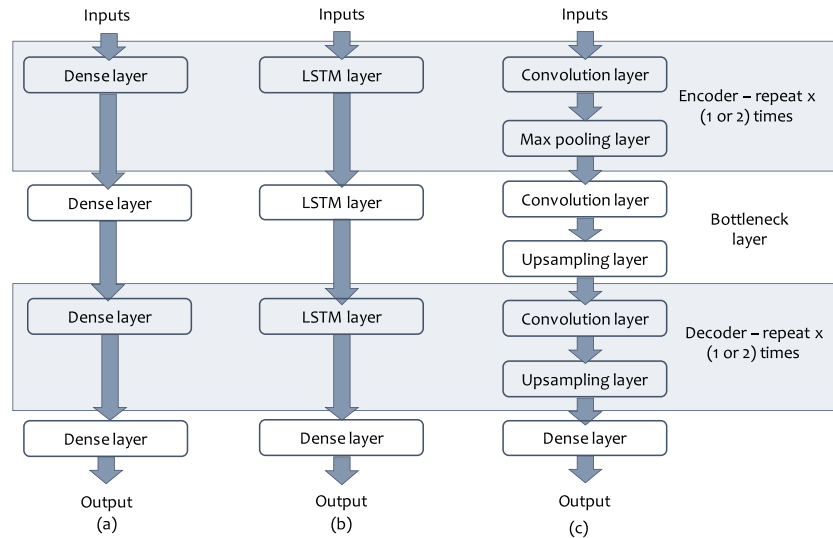 Inputs
Inputs
Inputs
Dense layer
LSTM layer
Convolution layer
Max pooling layer
Encoder – repeat x
(1 or 2) times
Dense layer
LSTM layer
Convolution layer
Upsampling layer
Bottleneck
layer
Dense layer
LSTM layer
Convolution layer
Upsampling layer
Decoder – repeat x
(1 or 2) times
Dense layer
Dense layer
Dense layer
Output
Output
Output
(a)
(b)
(c)